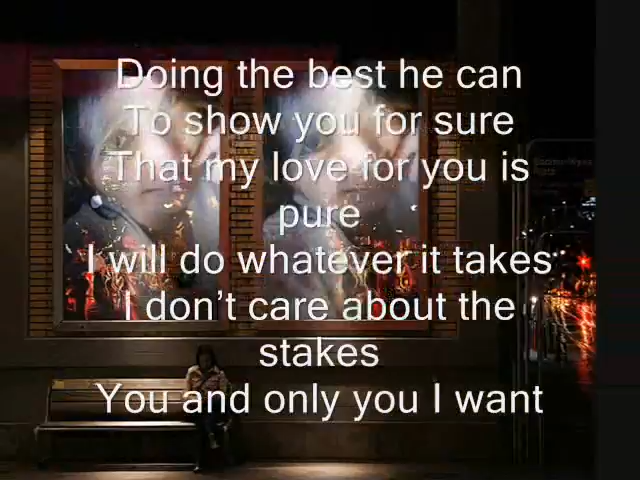 Doing the best he can
To show you for sure
That my love for you is
pure
I will do whatever it takes
I don't care about the
stakes
You and only you I want